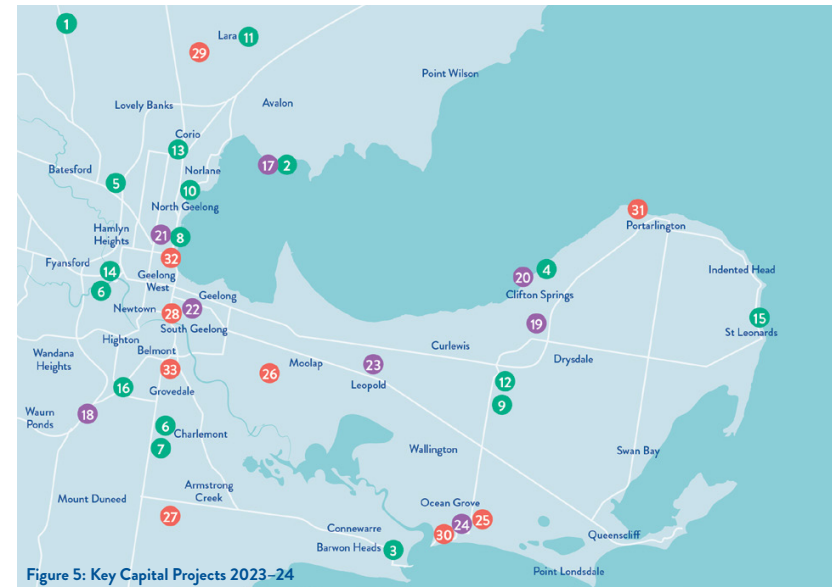 1
Lara
11
29
Point Wilson
Lovely Banks
Avalon
Corio
13
17
2
Batesford
5
Norlane
10
North Geelong
31
Portarlington
Hamlyn
Heights
21
8
Fyansford
32
14
Geelong
West
6
20
4
Clifton Springs
Indented Head
Geelong
Newtown
28
22
South Geelong
19
15
St Leonards
Highton
Belmont
Wandana
Heights
Curlewis
Drysdale
33
26
Moolap
23
Leopold
16
Grovedale
12
9
Waurn
Ponds
18
6
Charlemont
7
Wallington
Swan Bay
Mount Duneed
Armstrong
Creek
27
Ocean Grove
24
25
30
Connewarre
Barwon Heads
3
Queenscliff
Point Londsdale
Figure 5: Key Capital Projects 2023–24